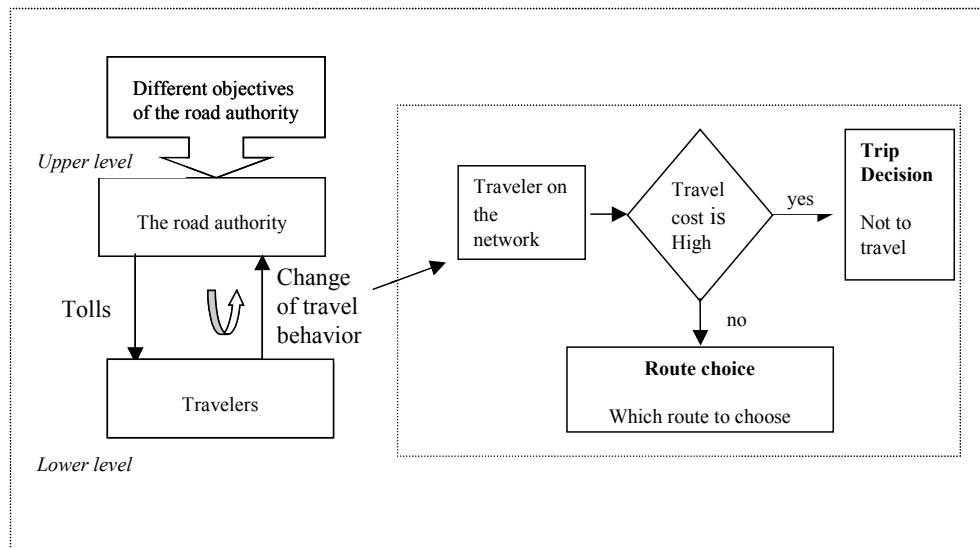 Different objectives
of the road authority
Upper level
The road authority
Tolls
Change
of travel
behavior
Travelers
Lower level
Traveler on
the
network
Travel
cost is
High
yes
Trip
Decision
Not to
travel
no
Route choice
Which route to choose